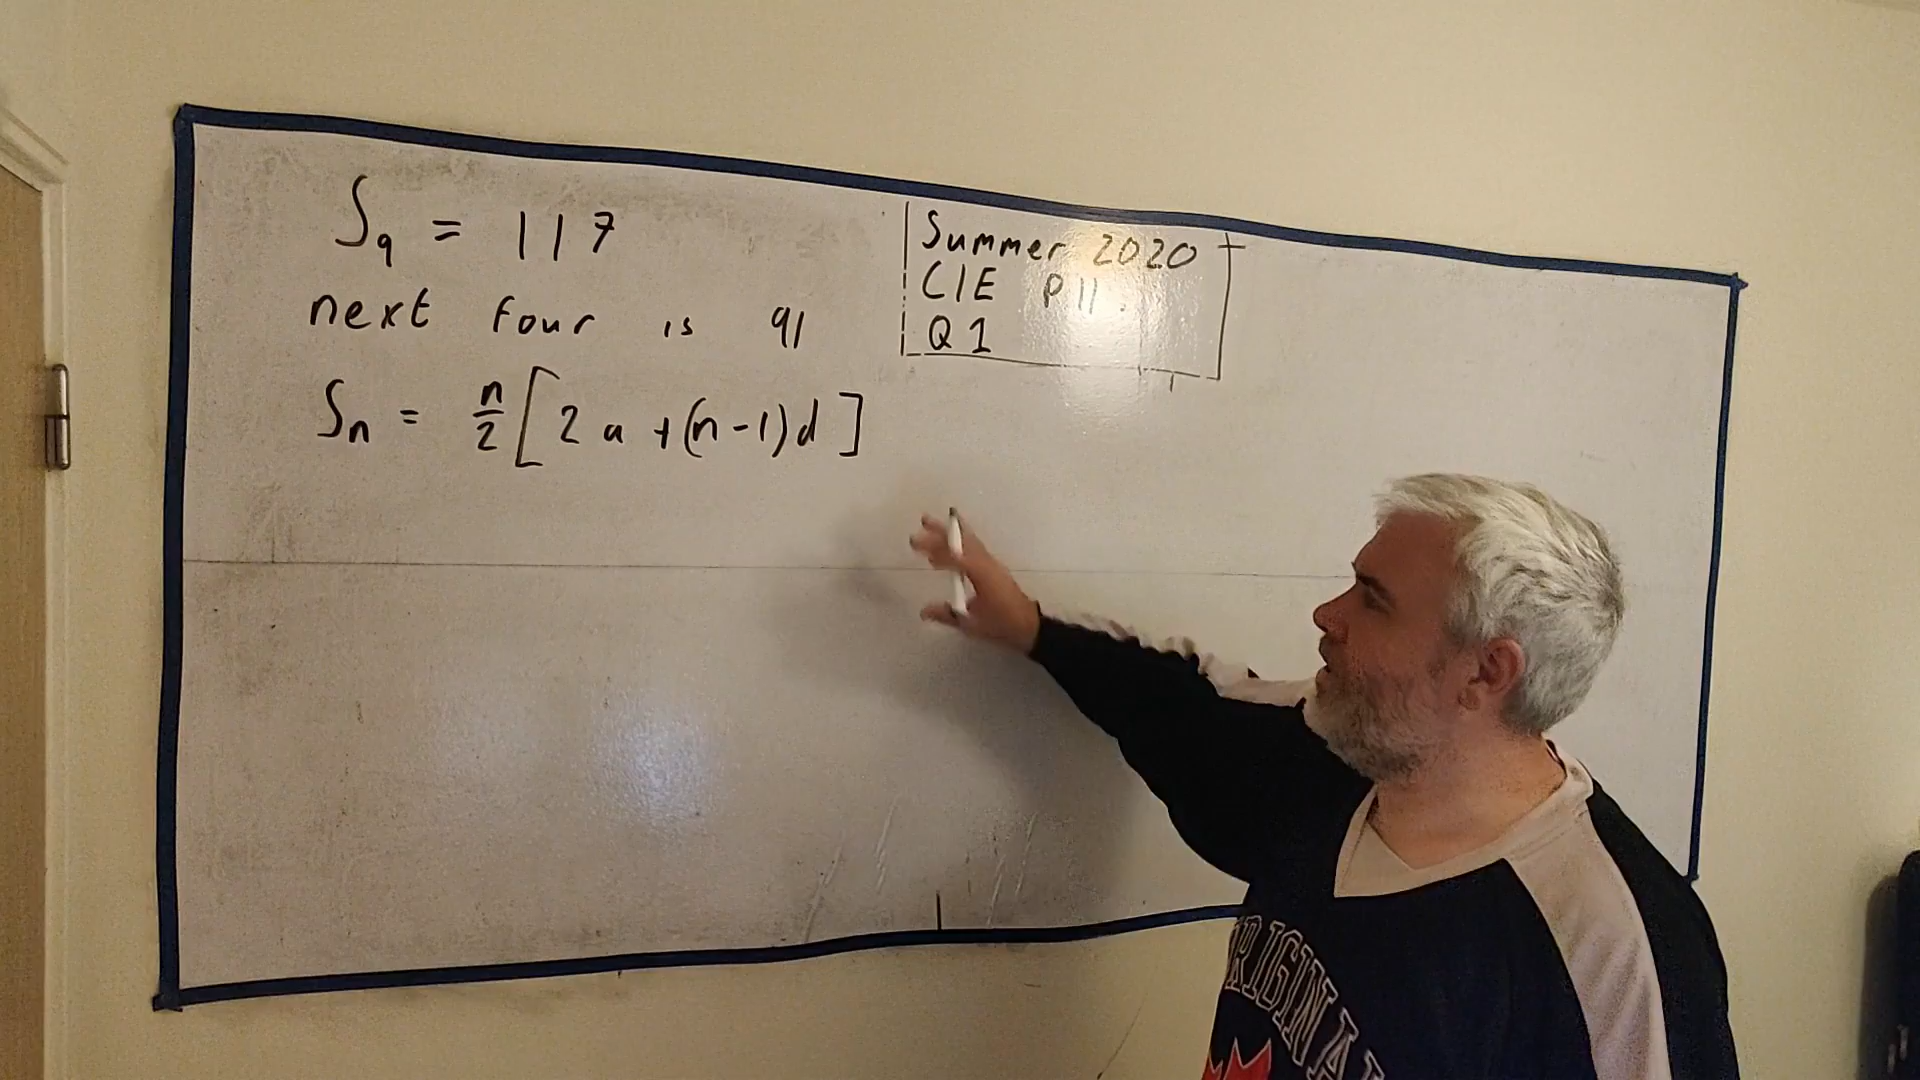 S₉ = 117
next four is 91
Sₙ = n/2 [2a + (n-1)d]
Summer 2020
CIE P11
Q1